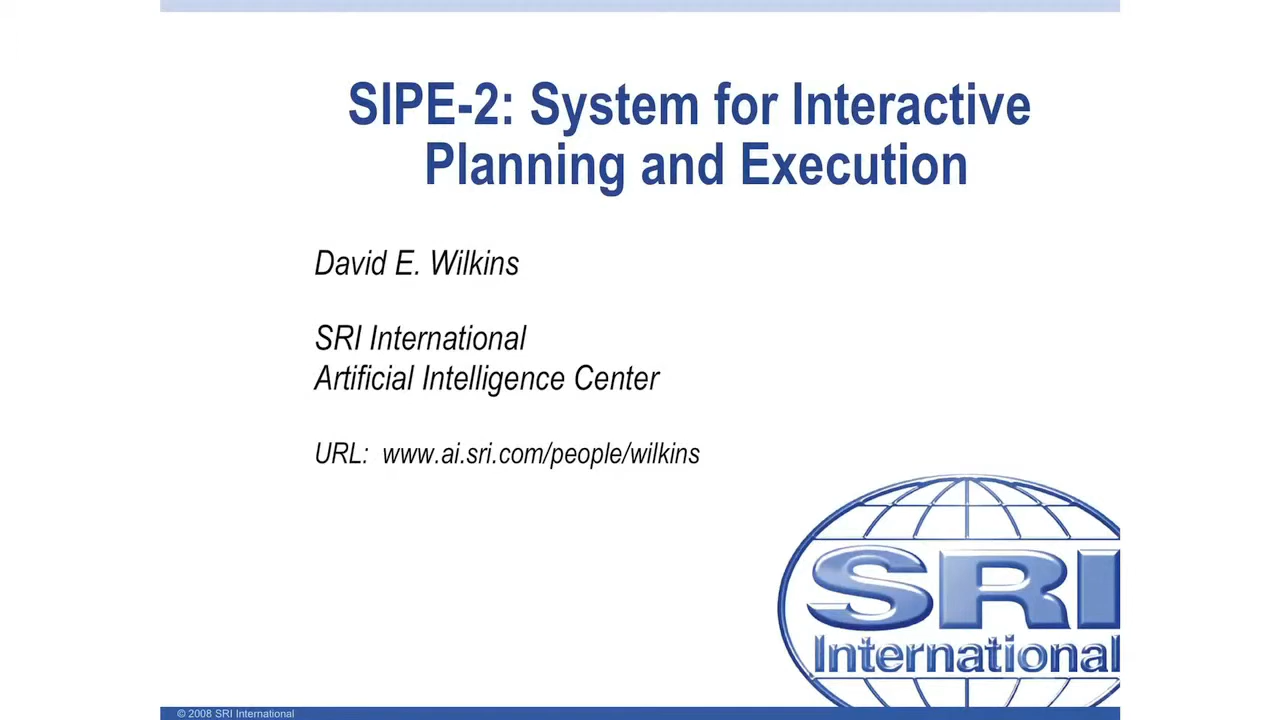 SIPE-2: System for Interactive
Planning and Execution
David E. Wilkins
SRI International
Artificial Intelligence Center
URL: www.ai.sri.com/people/wilkins
SRI
International
© 2008 SRI International